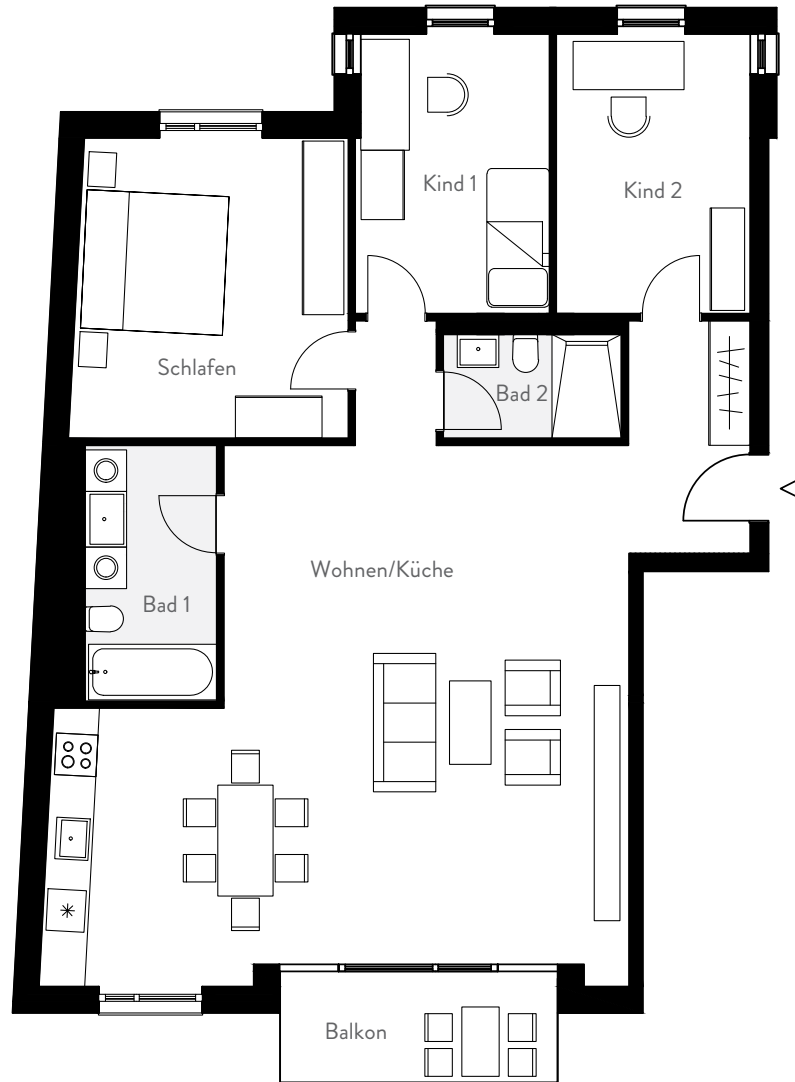 Kind 1
Kind 2
Schlafen
Bad 2
Wohnen/Küche
Bad 1
Balkon